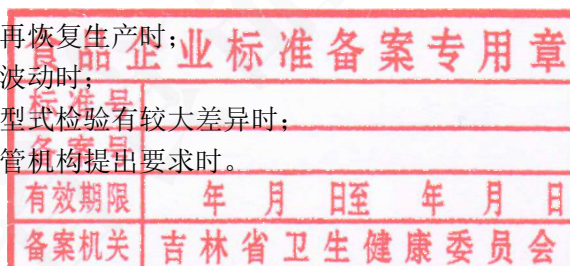 再恢复生产时；
食品企业标准备案专用章
波动时；
标准号
型式检验有较大差异时；
备案号
管机构提出要求时。
有效期限 年 月 日至 年 月 日
备案机关 吉林省卫生健康委员会